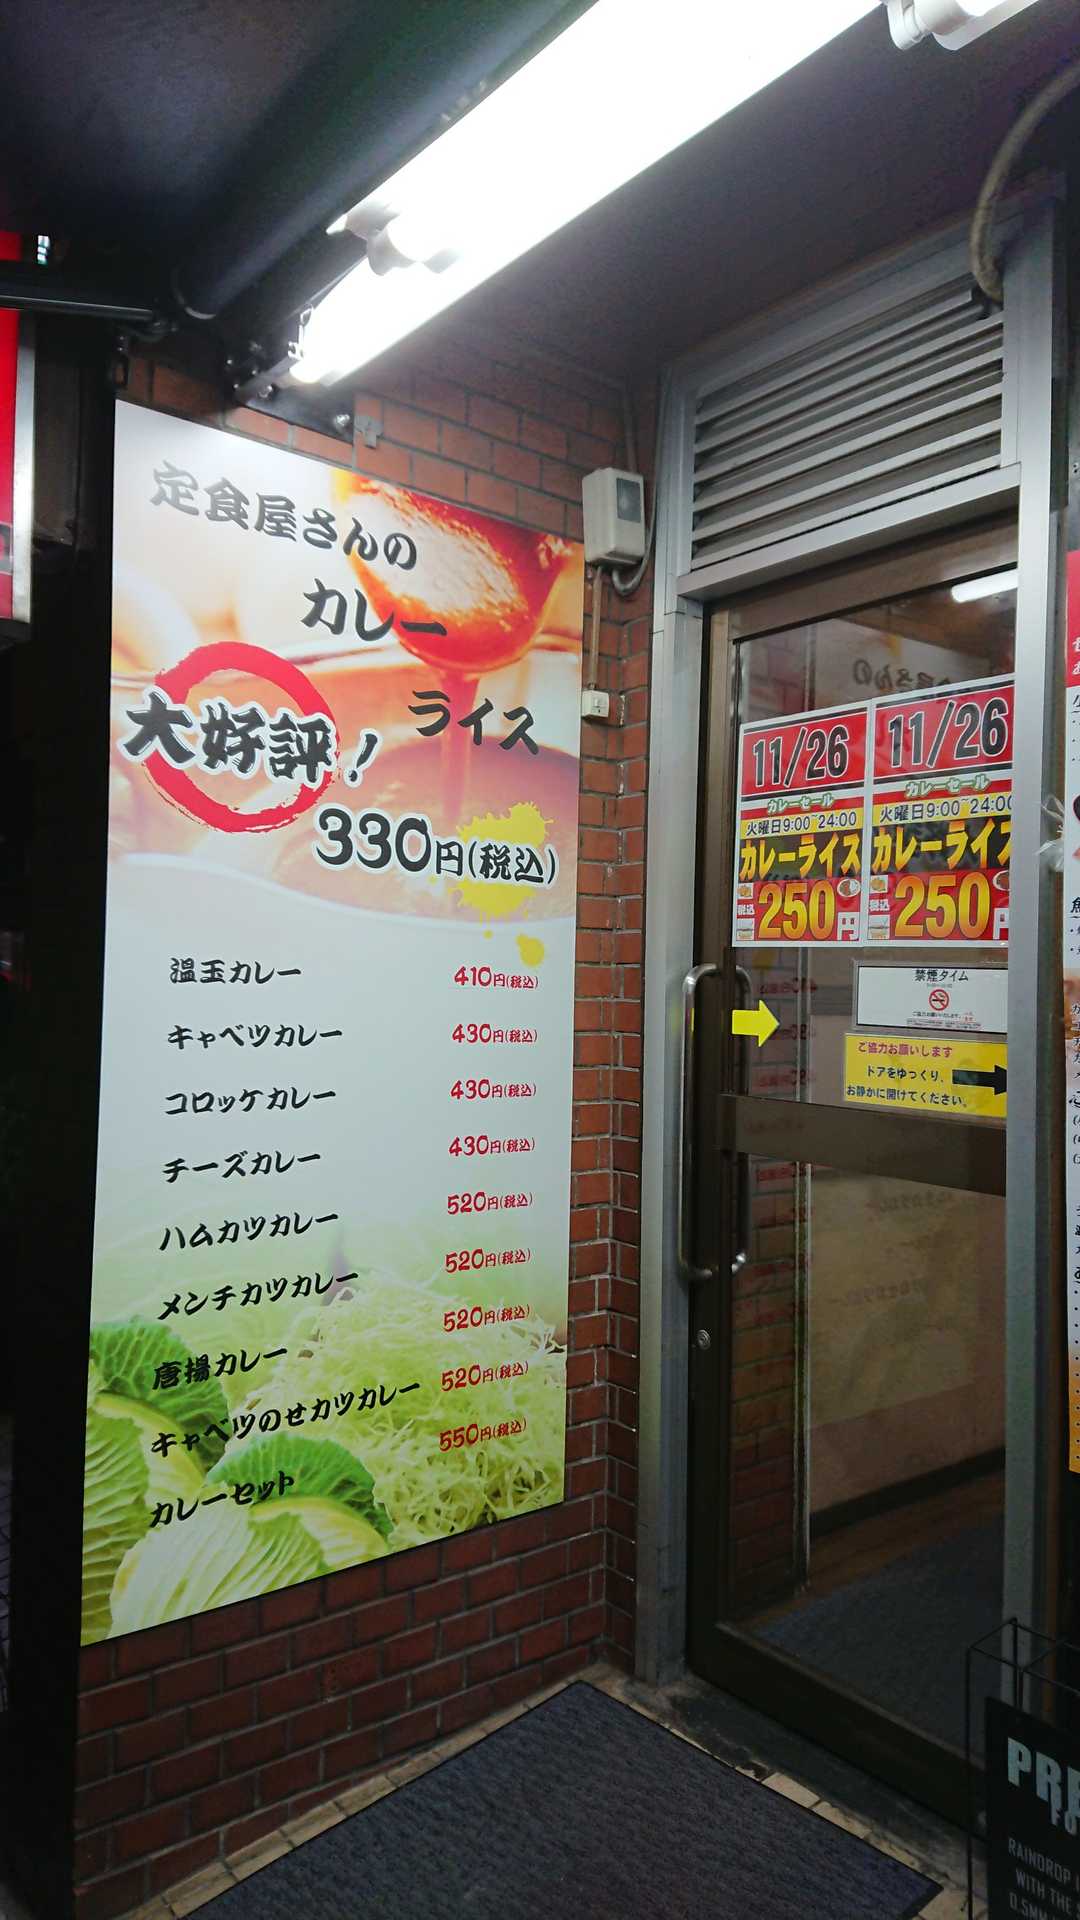 定食屋さんの
カレー
ライス
大好評!
330円(税込)
温玉カレー 410円(税込)
キャベツカレー 430円(税込)
コロッケカレー 430円(税込)
チーズカレー 430円(税込)
ハムカツカレー 520円(税込)
メンチカツカレー 520円(税込)
唐揚カレー 520円(税込)
キャベツのせカツカレー 520円(税込)
カレーセット 550円(税込)
11/26
カレーセール
火曜日9:00~24:00
カレーライス
税込 250円
11/26
カレーセール
火曜日9:00~24:00
カレーライス
税込 250円
禁煙タイム
ご協力お願いします
ドアをゆっくり、
お静かに開けてください。
RAINDROP
WITH THE
0.5MM